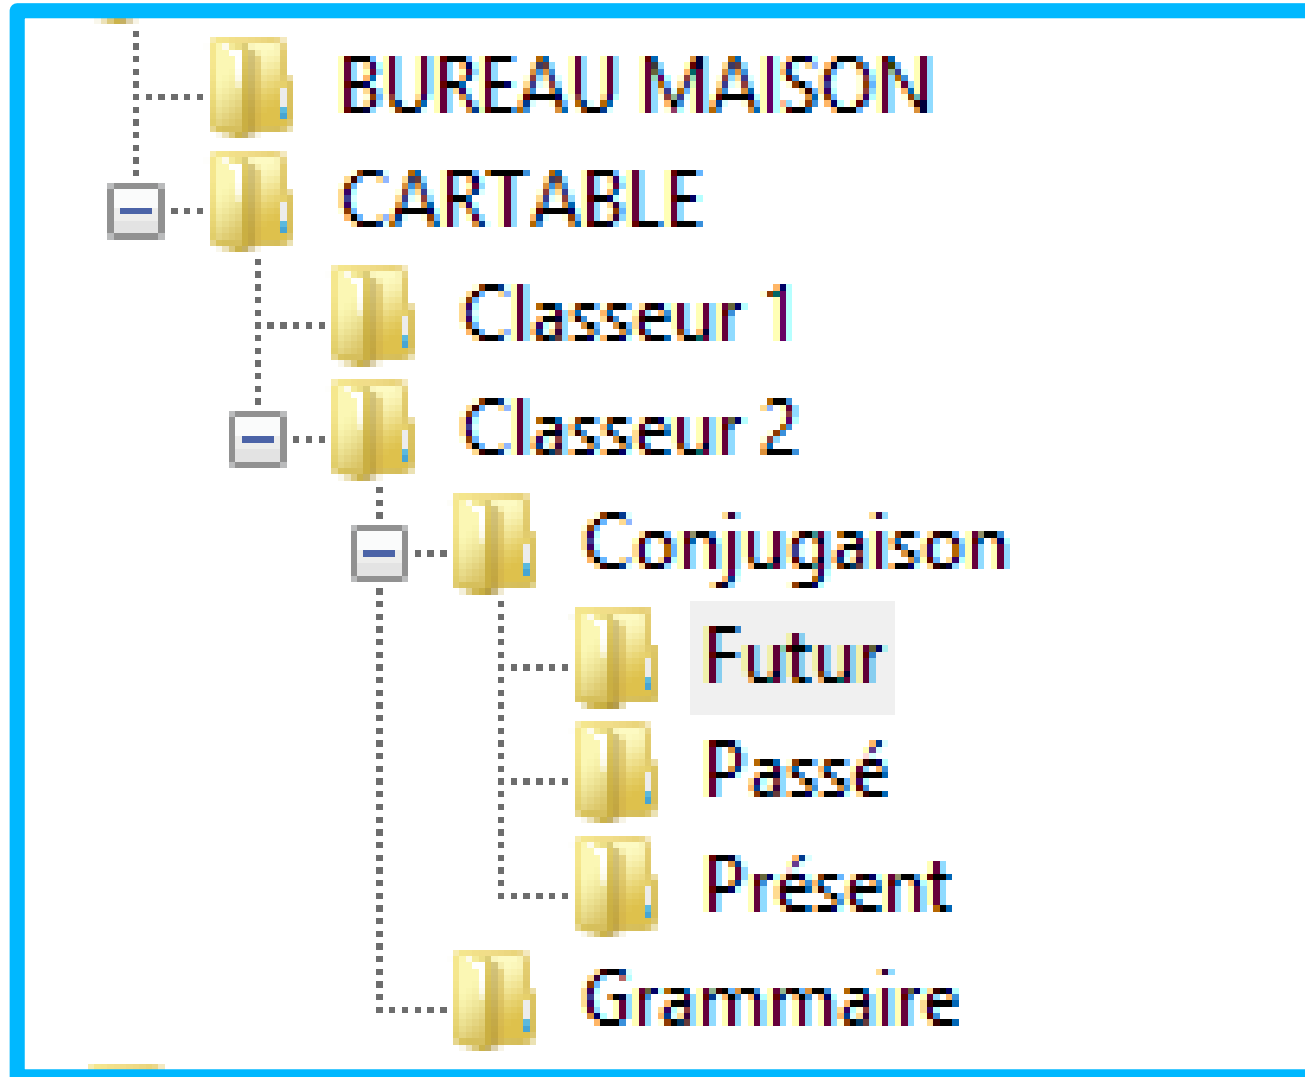 BUREAU MAISON
CARTABLE
Classeur 1
Classeur 2
Conjugaison
Futur
Passé
Présent
Grammaire